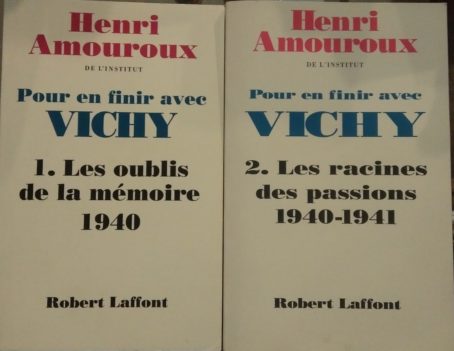 Henri
Amouroux
DE L'INSTITUT
Pour en finir avec
VICHY
1. Les oublis
de la mémoire
1940
Robert Laffont
Henri
Amouroux
DE L'INSTITUT
Pour en finir avec
VICHY
2. Les racines
des passions
1940-1941
Robert Laffont